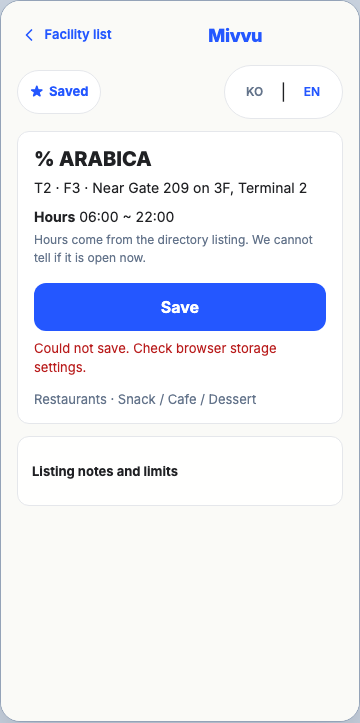 Facility list
Mivvu
Saved
KO | EN
% ARABICA
T2 · F3 · Near Gate 209 on 3F, Terminal 2
Hours 06:00 ~ 22:00
Hours come from the directory listing. We cannot
tell if it is open now.
Save
Could not save. Check browser storage
settings.
Restaurants · Snack / Cafe / Dessert
Listing notes and limits